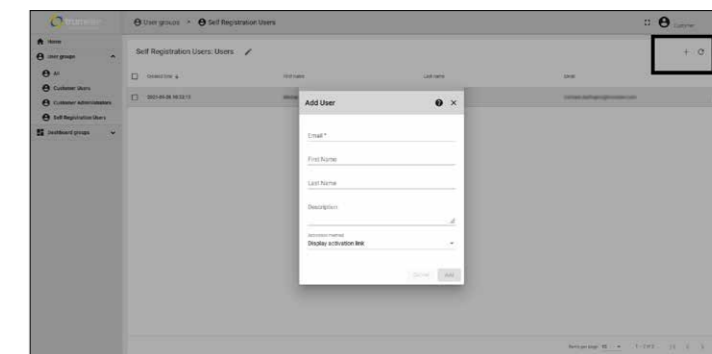 User groups > Self Registration Users
Customer
Home
User groups
All
Customer Users
Customer Administrators
Self Registration Users
Dashboard groups
Self Registration Users: Users
Created time
First name
Last name
Email
Add User
Email *
First Name
Last Name
Description
Activation method
Display activation link
Cancel
Add